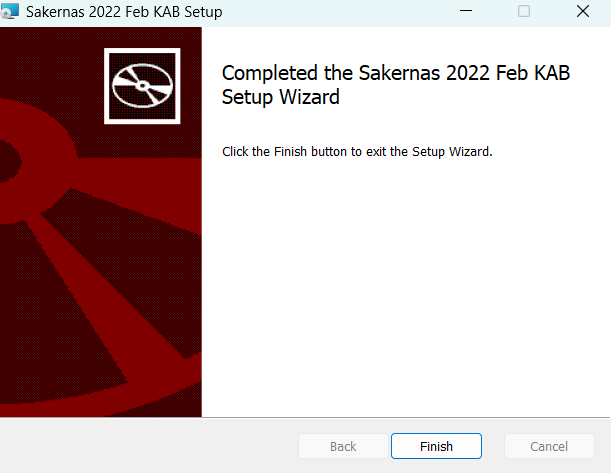 Sakernas 2022 Feb KAB Setup
Completed the Sakernas 2022 Feb KAB
Setup Wizard
Click the Finish button to exit the Setup Wizard.
Back
Finish
Cancel